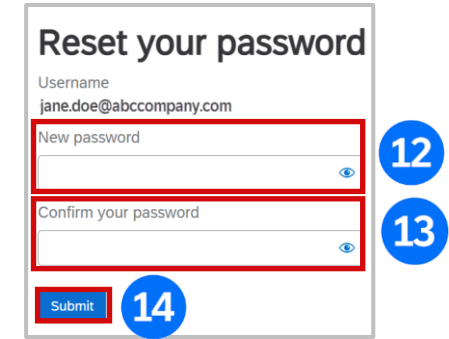 Reset your password
Username
jane.doe@abccompany.com
New password
12
Confirm your password
13
Submit
14